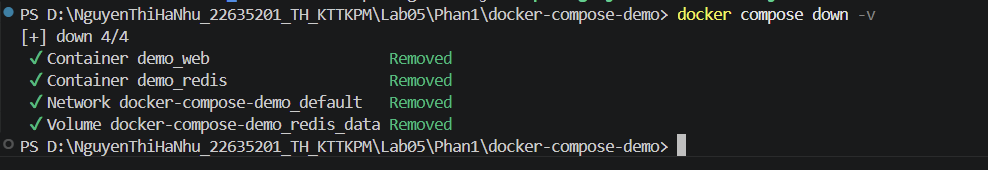 PS D:\NguyenThiHaNhu_22635201_TH_KTTKPM\Lab05\Phan1\docker-compose-demo> docker compose down -v
[+] down 4/4
✓ Container demo_web Removed
✓ Container demo_redis Removed
✓ Network docker-compose-demo_default Removed
✓ Volume docker-compose-demo_redis_data Removed
PS D:\NguyenThiHaNhu_22635201_TH_KTTKPM\Lab05\Phan1\docker-compose-demo>